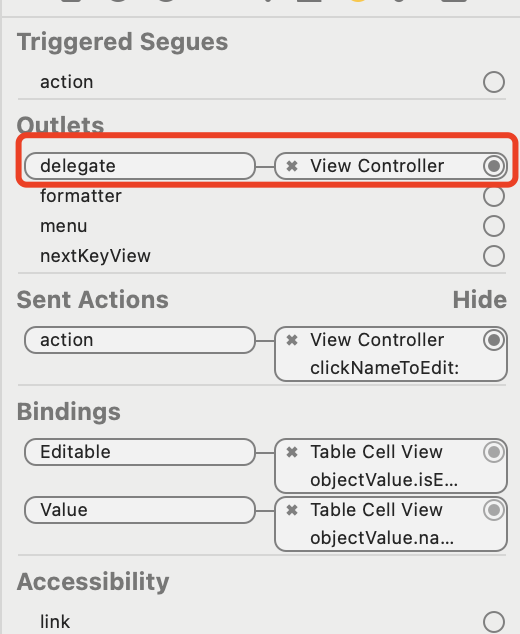 Triggered Segues
action
Outlets
delegate View Controller
formatter
menu
nextKeyView
Sent Actions Hide
action View Controller
clickNameToEdit:
Bindings
Editable Table Cell View
objectValue.isE...
Value Table Cell View
objectValue.na...
Accessibility
link